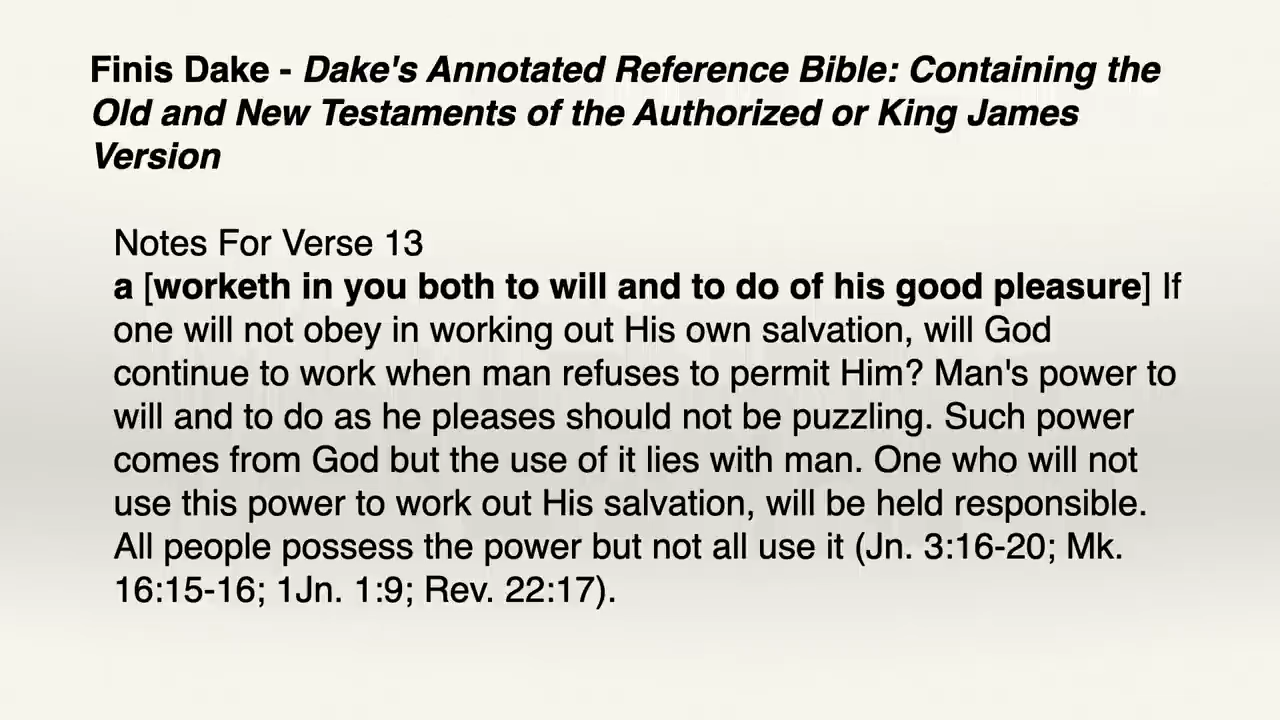 Finis Dake - Dake's Annotated Reference Bible: Containing the
Old and New Testaments of the Authorized or King James
Version
Notes For Verse 13
a [worketh in you both to will and to do of his good pleasure] If
one will not obey in working out His own salvation, will God
continue to work when man refuses to permit Him? Man's power to
will and to do as he pleases should not be puzzling. Such power
comes from God but the use of it lies with man. One who will not
use this power to work out His salvation, will be held responsible.
All people possess the power but not all use it (Jn. 3:16-20; Mk.
16:15-16; 1Jn. 1:9; Rev. 22:17).